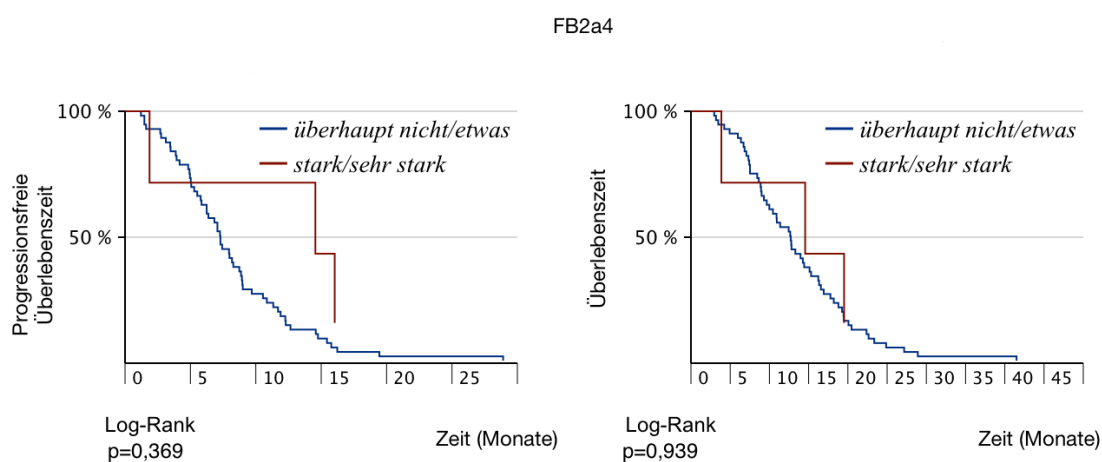 FB2a4
100 %
50 %
Progressionsfreie
Überlebenszeit
überhaupt nicht/etwas
stark/sehr stark
0 5 10 15 20 25
Log-Rank
p=0,369
Zeit (Monate)
100 %
50 %
Überlebenszeit
überhaupt nicht/etwas
stark/sehr stark
0 5 10 15 20 25 30 35 40 45
Log-Rank
p=0,939
Zeit (Monate)